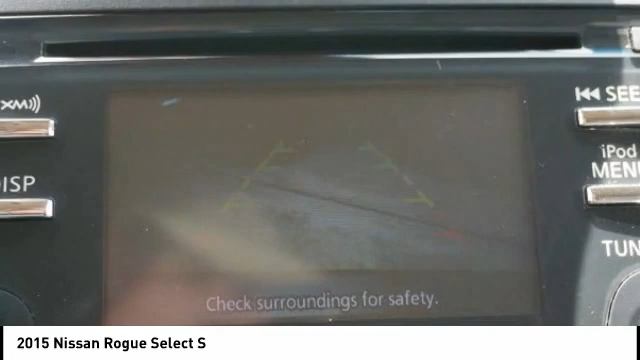 XM
SEE
DISP
iPod
MENU
TUN
Check surroundings for safety.
2015 Nissan Rogue Select S